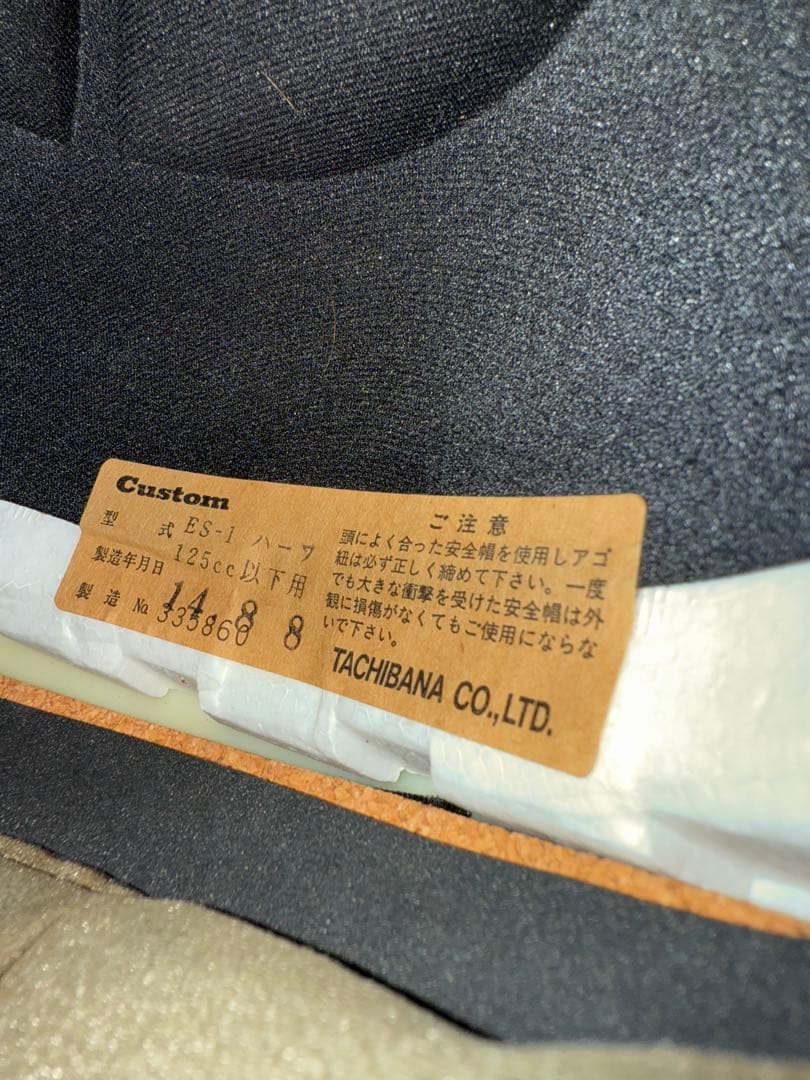 Custom
型 式 ES-1 ハーフ
125cc以下用
製造年月日 14.8 8
製 造 No. 335860
ご注意
頭によく合った安全帽を使用しアゴ
紐は必ず正しく締めて下さい。一度
でも大きな衝撃を受けた安全帽は外
観に損傷がなくてもご使用にならな
いで下さい。
TACHIBANA CO.,LTD.